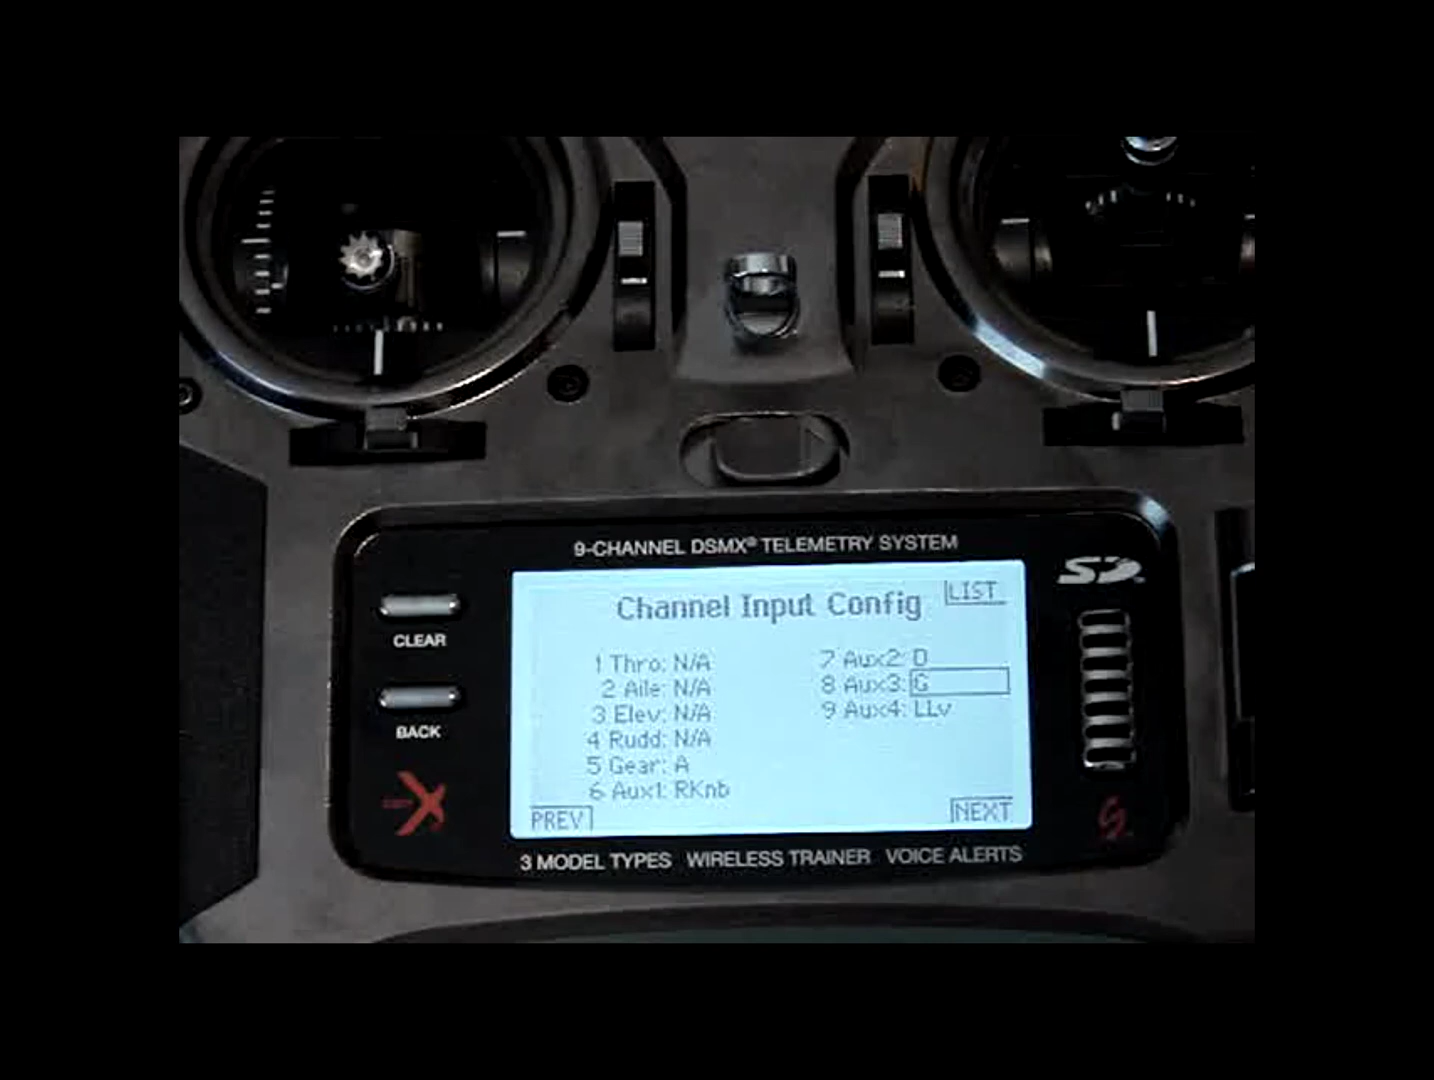 9-CHANNEL DSMX® TELEMETRY SYSTEM
LIST
Channel Input Config
1 Thro: N/A
2 Aile: N/A
3 Elev: N/A
4 Rudd: N/A
5 Gear: A
6 Aux1: RKnb
7 Aux2: D
8 Aux3: G
9 Aux4: LLv
PREV
NEXT
CLEAR
BACK
SD
3 MODEL TYPES WIRELESS TRAINER VOICE ALERTS